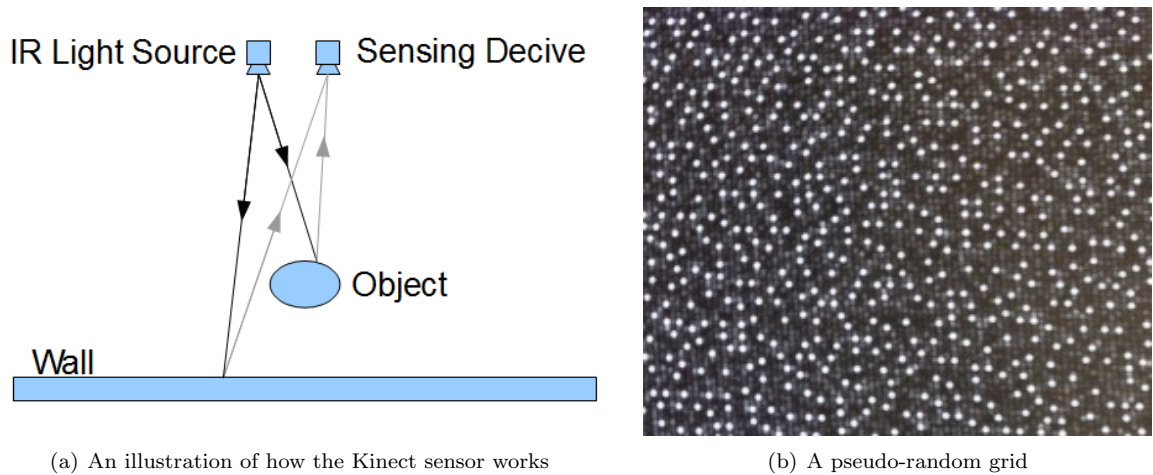 IR Light Source
Sensing Decive
Object
Wall
(a) An illustration of how the Kinect sensor works
(b) A pseudo-random grid